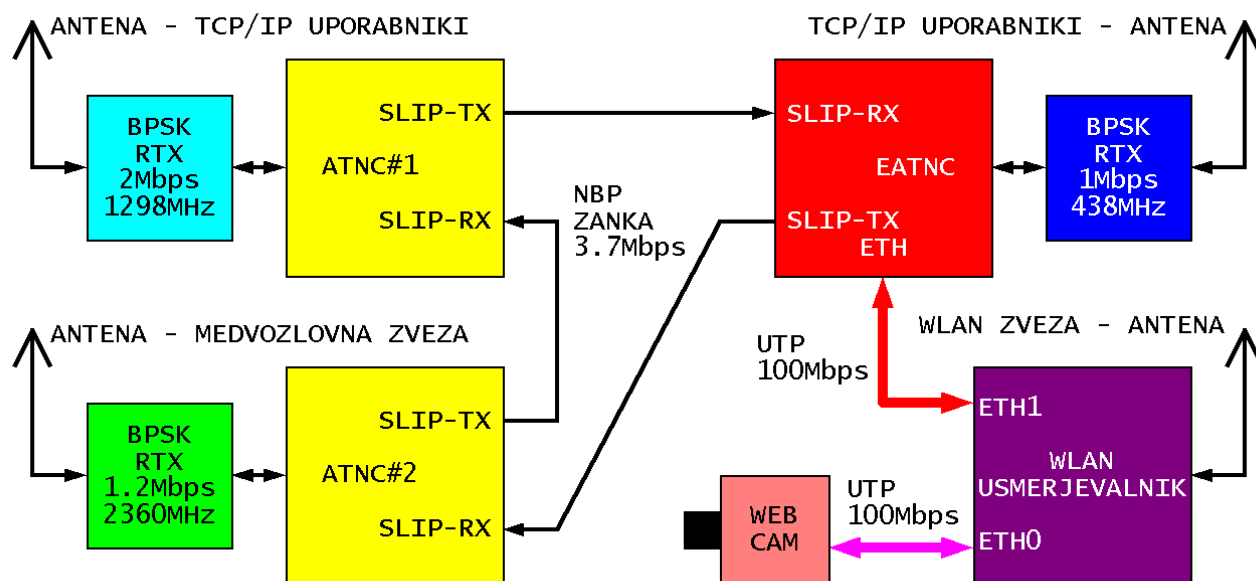 ANTENA - TCP/IP UPORABNIKI
TCP/IP UPORABNIKI - ANTENA
BPSK
RTX
2Mbps
1298MHz
SLIP-TX
ATNC#1
SLIP-RX
NBP
ZANKA
3.7Mbps
SLIP-RX
EATNC
SLIP-TX
ETH
BPSK
RTX
1Mbps
438MHz
ANTENA - MEDVOZLOVNA ZVEZA
WLAN ZVEZA - ANTENA
BPSK
RTX
1.2Mbps
2360MHz
SLIP-TX
ATNC#2
SLIP-RX
UTP
100Mbps
WEB
CAM
UTP
100Mbps
ETH1
WLAN
USMERJEVALNIK
ETH0